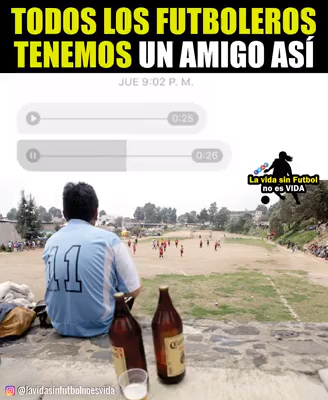 TODOS LOS FUTBOLEROS
TENEMOS UN AMIGO ASÍ
JUE 9:02 P. M.
0:25
0:26
La vida sin Futbol
no es VIDA
11
@lavidasinfutbolnoesvida